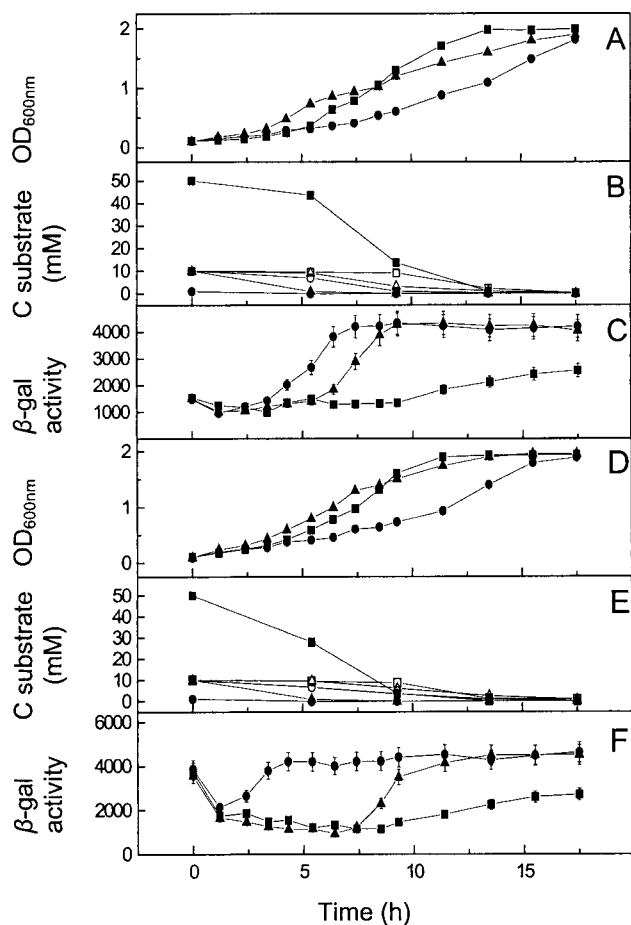 A
2
1
0
OD600nm
B
50
40
30
20
10
0
C substrate
(mM)
C
4000
3000
2000
1000
β-gal
activity
D
2
1
0
OD600nm
E
50
40
30
20
10
0
C substrate
(mM)
F
6000
4000
2000
0
β-gal
activity
0 5 10 15
Time (h)